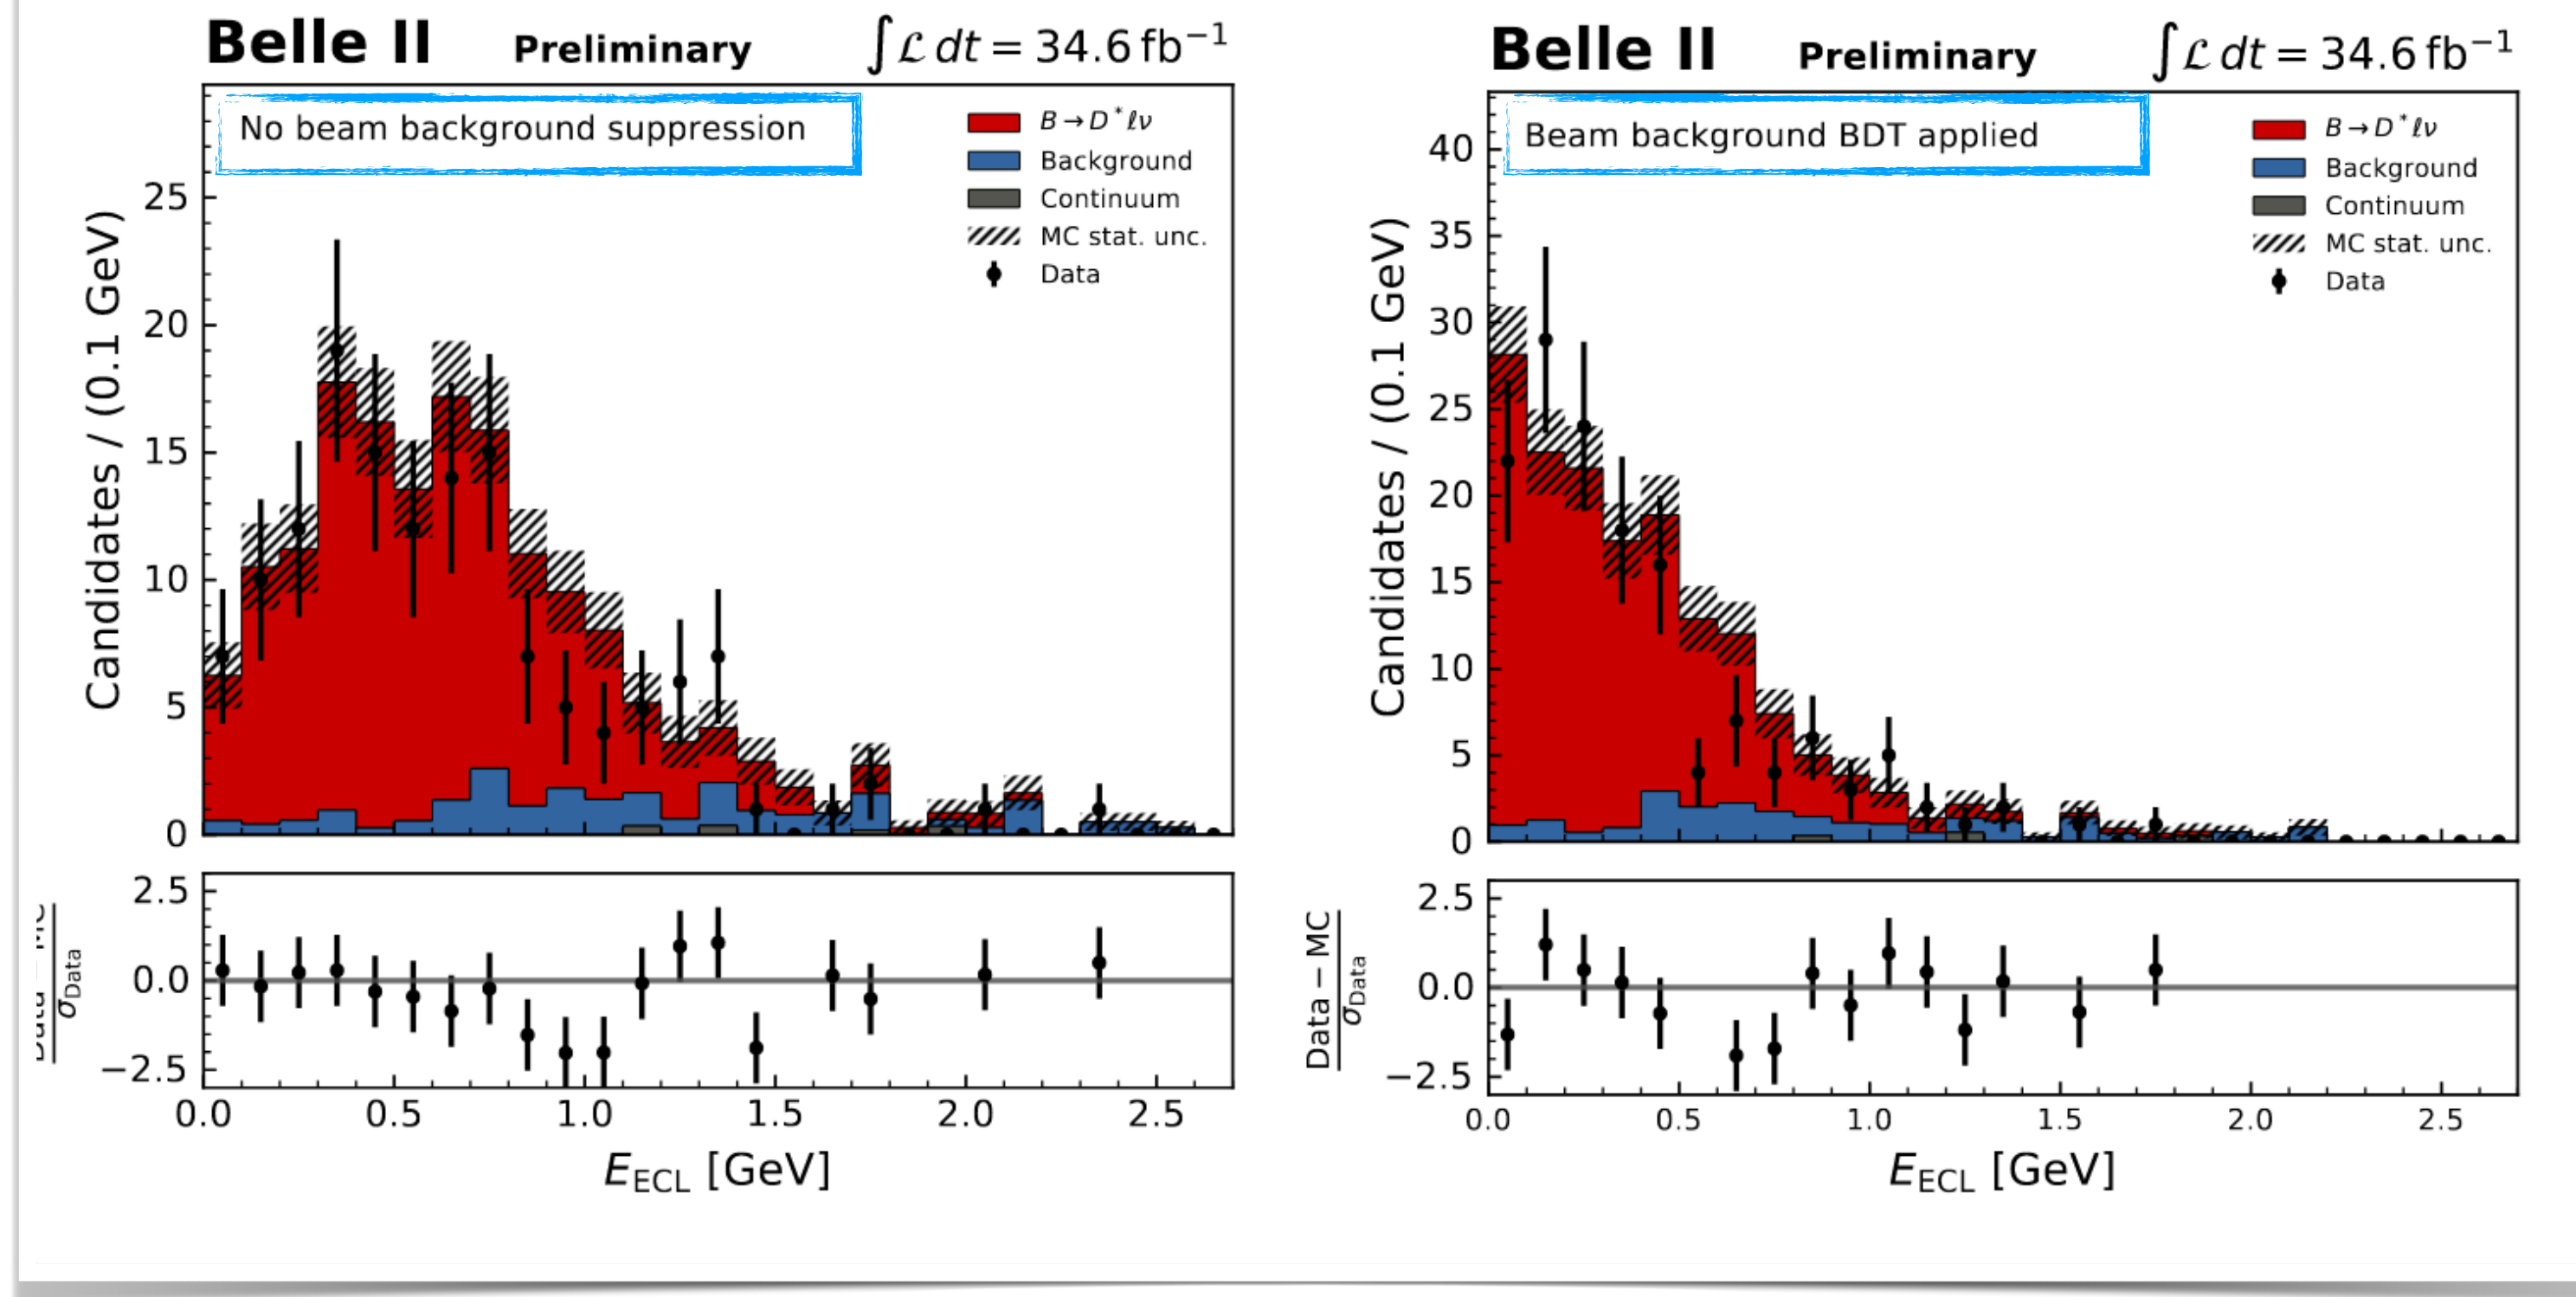 Belle II Preliminary ∫ℒ dt = 34.6 fb⁻¹
No beam background suppression
B → D*ℓν
Background
Continuum
MC stat. unc.
Data
Candidates / (0.1 GeV)
25
20
15
10
5
0
σData
2.5
0.0
−2.5
0.0 0.5 1.0 1.5 2.0 2.5
EECL [GeV]
Belle II Preliminary ∫ℒ dt = 34.6 fb⁻¹
Beam background BDT applied
B → D*ℓν
Background
Continuum
MC stat. unc.
Data
Candidates / (0.1 GeV)
40
35
30
25
20
15
10
5
0
Data − MC
σData
2.5
0.0
−2.5
0.0 0.5 1.0 1.5 2.0 2.5
EECL [GeV]